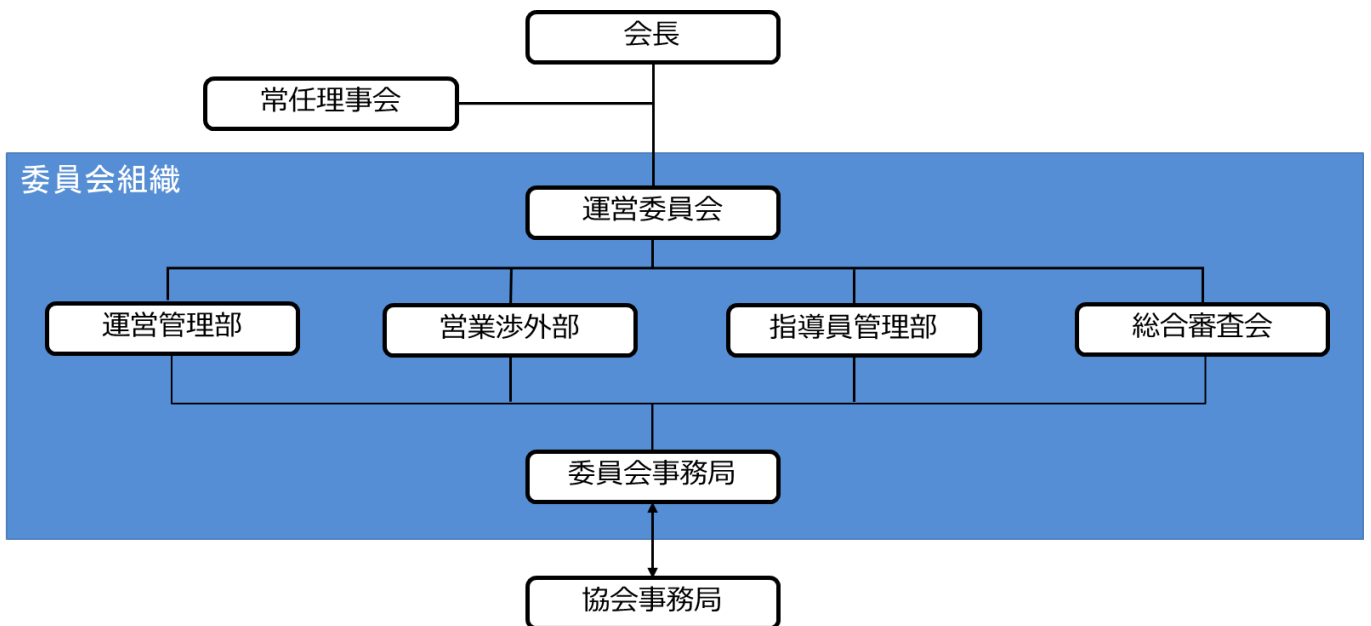 会長
常任理事会
委員会組織
運営委員会
運営管理部
営業渉外部
指導員管理部
総合審査会
委員会事務局
協会事務局